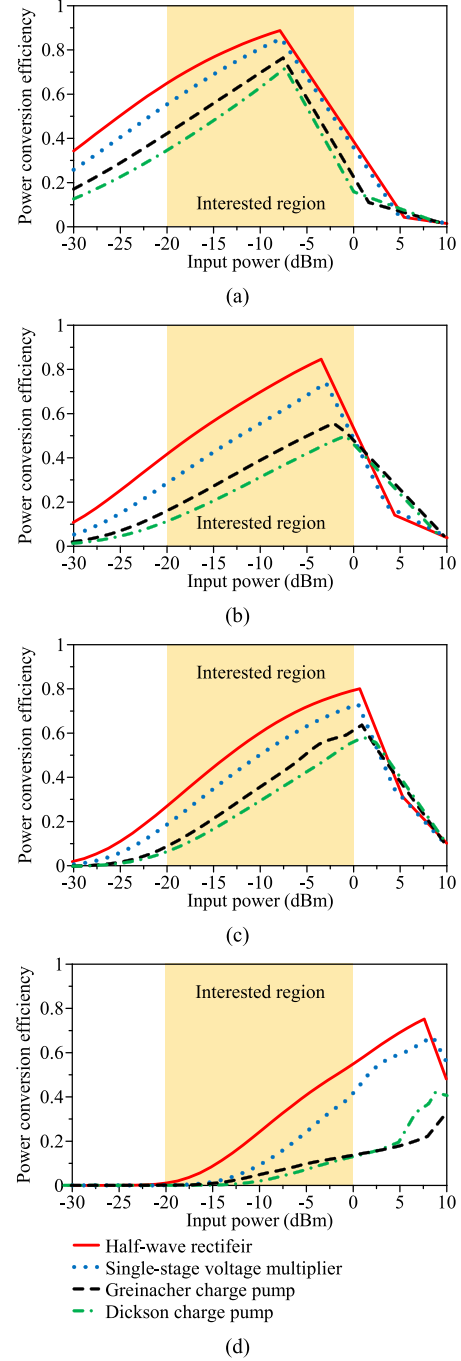 Power conversion efficiency
1
0.8
0.6
0.4
0.2
0
Interested region
-30 -25 -20 -15 -10 -5 0 5 10
Input power (dBm)
(a)
Power conversion efficiency
1
0.8
0.6
0.4
0.2
0
Interested region
-30 -25 -20 -15 -10 -5 0 5 10
Input power (dBm)
(b)
Power conversion efficiency
1
0.8
0.6
0.4
0.2
0
Interested region
-30 -25 -20 -15 -10 -5 0 5 10
Input power (dBm)
(c)
Power conversion efficiency
1
0.8
0.6
0.4
0.2
0
Interested region
-30 -25 -20 -15 -10 -5 0 5 10
Input power (dBm)
Half-wave rectifeir
Single-stage voltage multiplier
Greinacher charge pump
Dickson charge pump
(d)